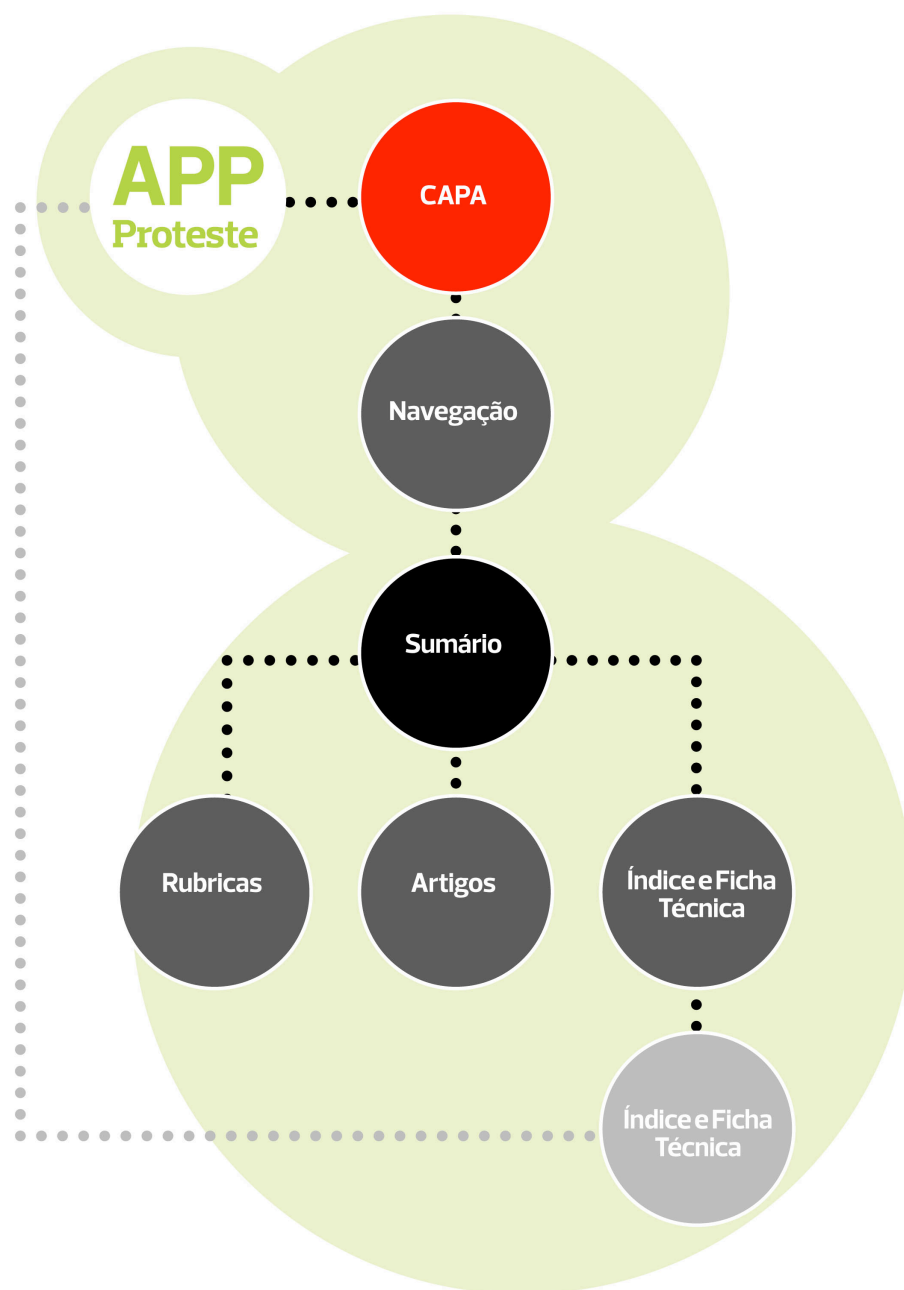 APP
Proteste
CAPA
Navegação
Sumário
Rubricas
Artigos
Índice e Ficha
Técnica
Índice e Ficha
Técnica